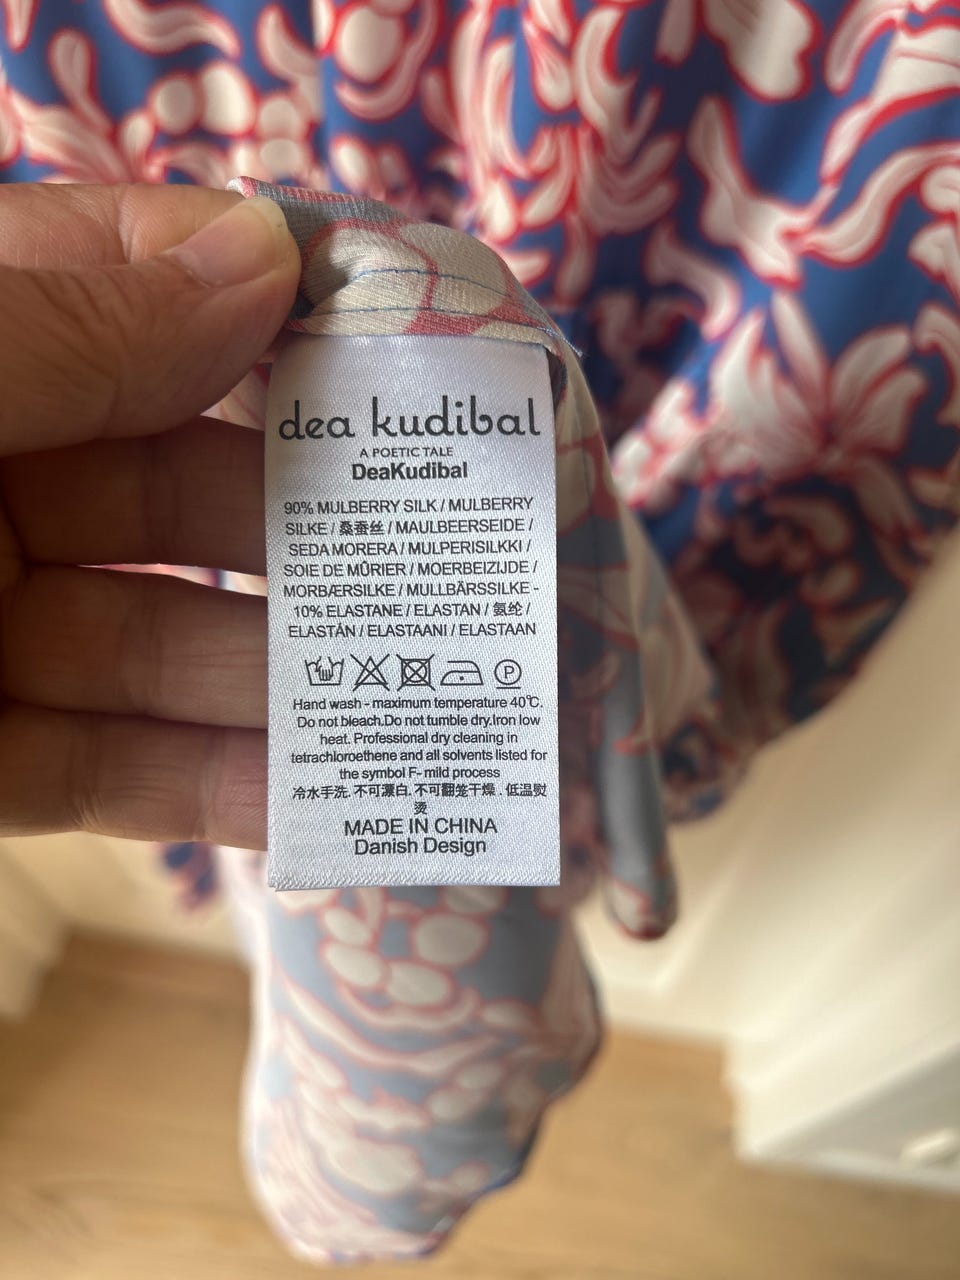 dea kudibal
A POETIC TALE
DeaKudibal
90% MULBERRY SILK / MULBERRY
SILKE / 桑蚕丝 / MAULBEERSEIDE /
SEDA MORERA / MULPERISILKKI /
SOIE DE MÛRIER / MOERBEIZIJDE /
MORBÆRSILKE / MULLBÄRSSILKE -
10% ELASTANE / ELASTAN / 氨纶 /
ELASTÁN / ELASTAANI / ELASTAAN
P
Hand wash - maximum temperature 40℃.
Do not bleach.Do not tumble dry.Iron low
heat. Professional dry cleaning in
tetrachloroethene and all solvents listed for
the symbol F- mild process
冷水手洗. 不可漂白. 不可翻笼干燥 . 低温熨
烫
MADE IN CHINA
Danish Design